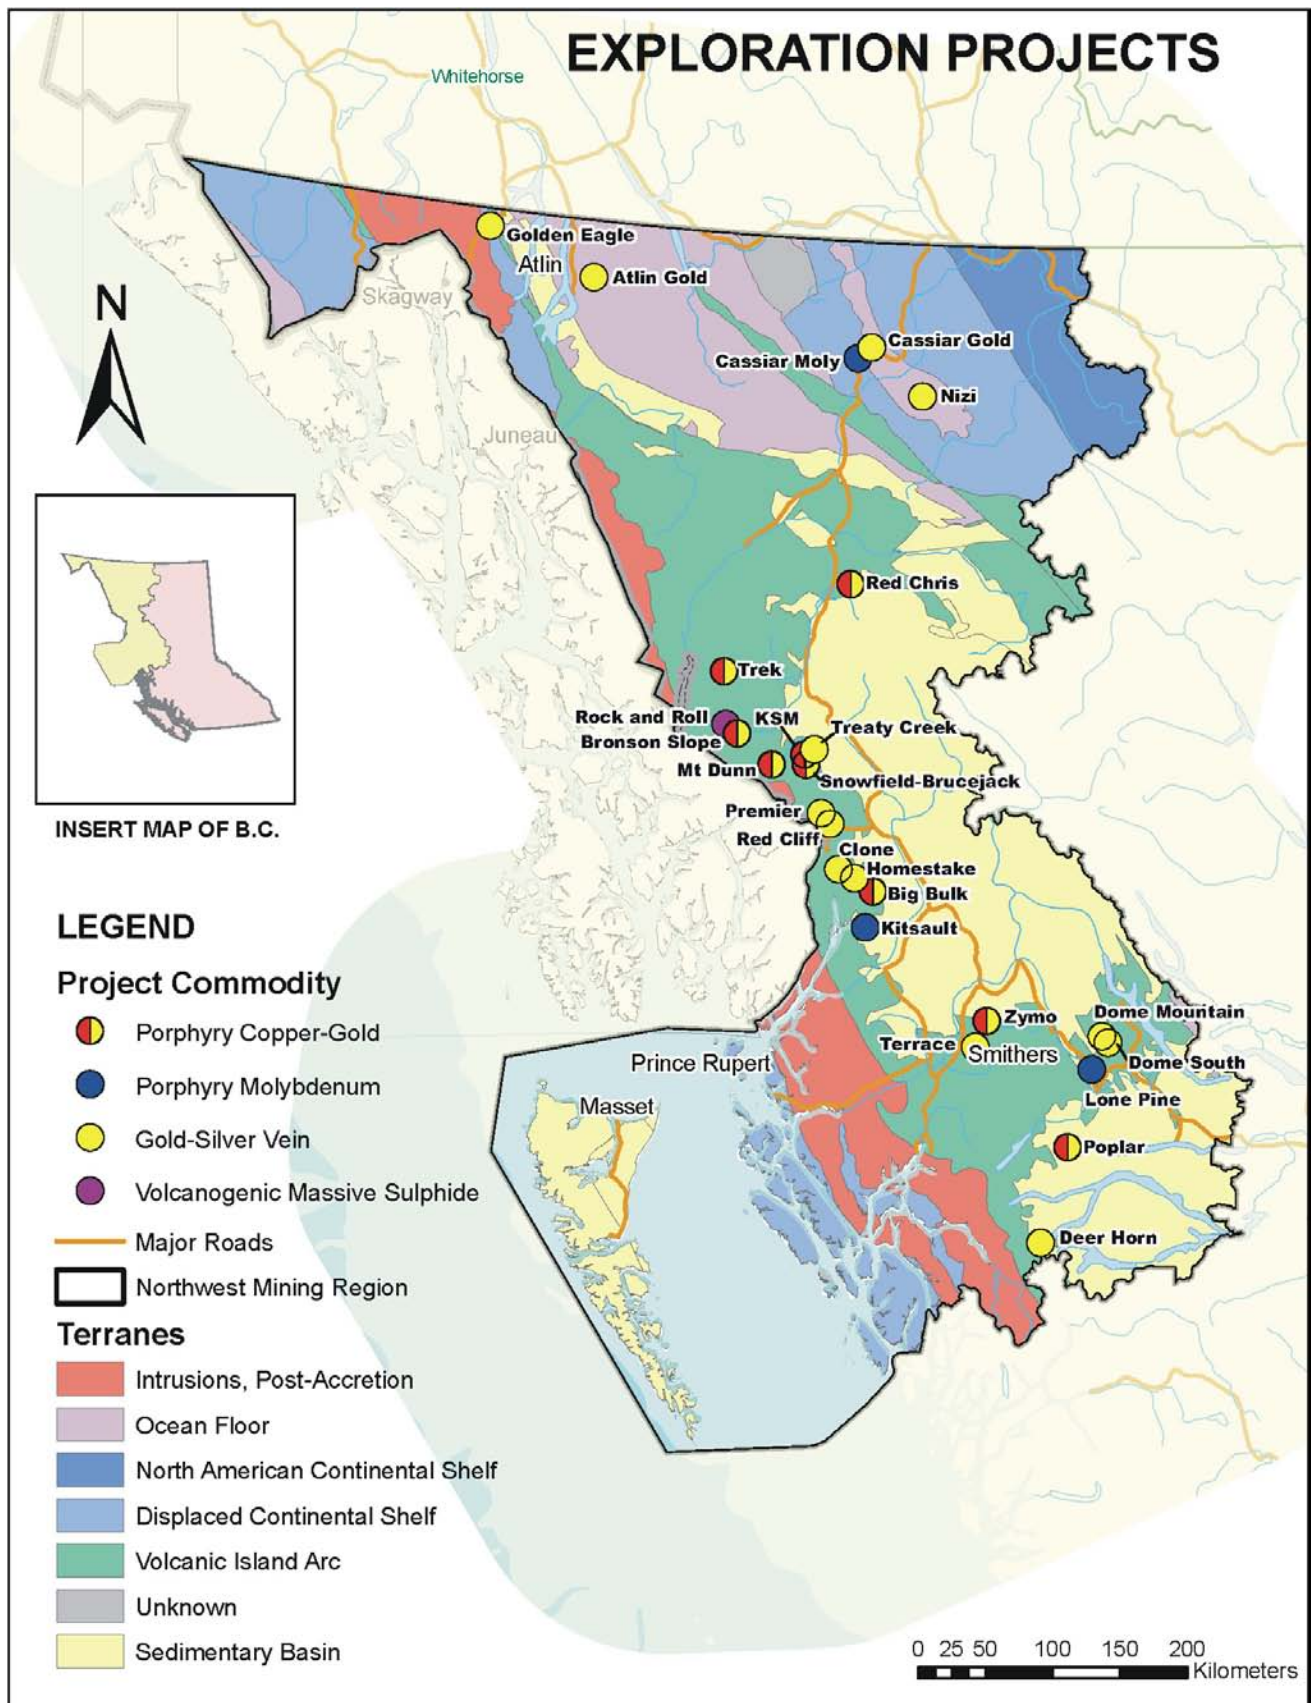 EXPLORATION PROJECTS
Whitehorse
Golden Eagle
Atlin
Atlin Gold
Skagway
N
Cassiar Gold
Cassiar Moly
Nizi
Juneau
Red Chris
Trek
Rock and Roll
KSM
Treaty Creek
Bronson Slope
Mt Dunn
Snowfield-Brucejack
Premier
Red Cliff
Clone
Homestake
Big Bulk
Kitsault
Zymo
Dome Mountain
Terrace
Smithers
Dome South
Prince Rupert
Lone Pine
Masset
Poplar
Deer Horn
INSERT MAP OF B.C.
LEGEND
Project Commodity
Porphyry Copper-Gold
Porphyry Molybdenum
Gold-Silver Vein
Volcanogenic Massive Sulphide
Major Roads
Northwest Mining Region
Terranes
Intrusions, Post-Accretion
Ocean Floor
North American Continental Shelf
Displaced Continental Shelf
Volcanic Island Arc
Unknown
Sedimentary Basin
0 25 50 100 150 200
Kilometers